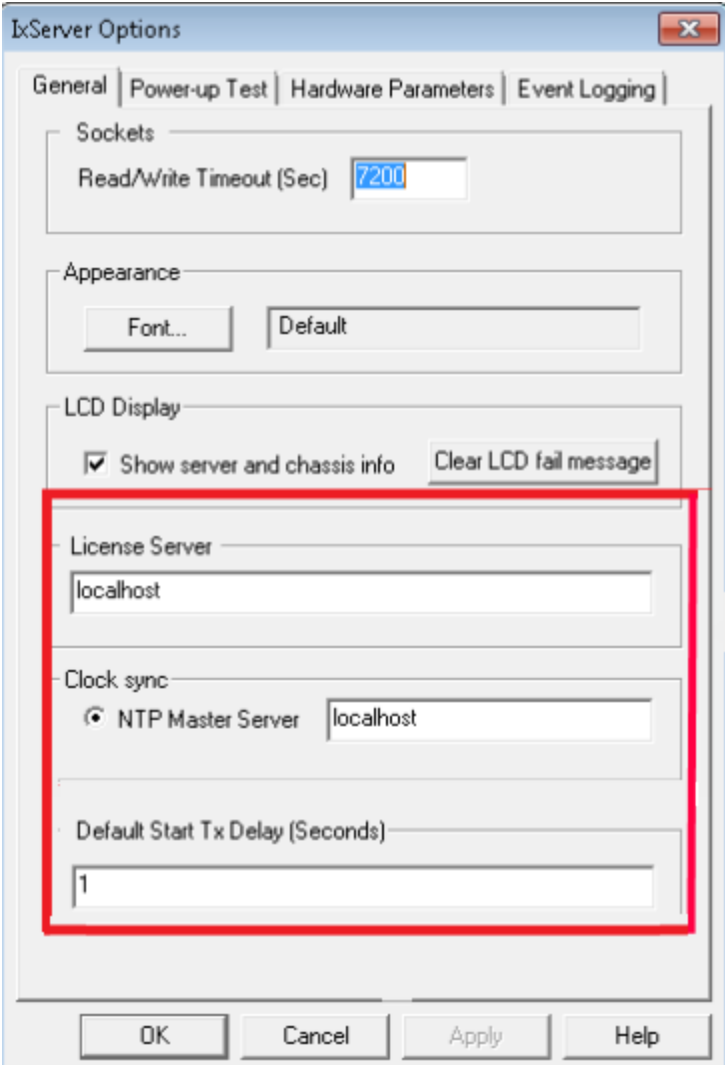 IxServer Options
General Power-up Test Hardware Parameters Event Logging
Sockets
Read/Write Timeout (Sec) 7200
Appearance
Font... Default
LCD Display
Show server and chassis info Clear LCD fail message
License Server
localhost
Clock sync
NTP Master Server localhost
Default Start Tx Delay (Seconds)
1
OK Cancel Apply Help